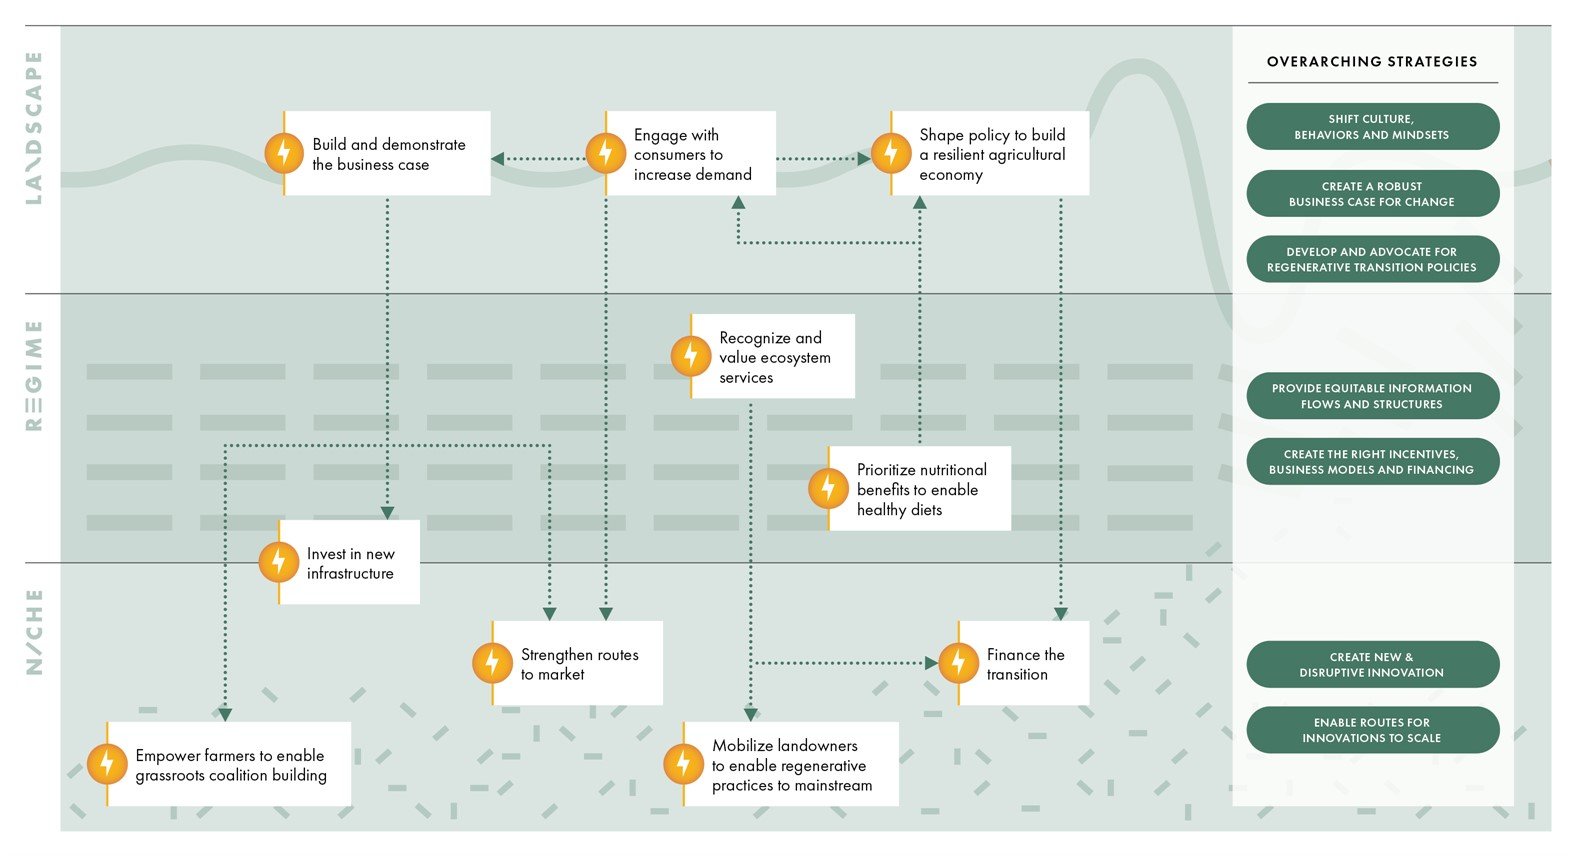 LANDSCAPE
Build and demonstrate
the business case
Engage with
consumers to
increase demand
Shape policy to build
a resilient agricultural
economy
REGIME
Recognize and
value ecosystem
services
Prioritize nutritional
benefits to enable
healthy diets
Invest in new
infrastructure
NICHE
Strengthen routes
to market
Finance the
transition
Empower farmers to enable
grassroots coalition building
Mobilize landowners
to enable regenerative
practices to mainstream
OVERARCHING STRATEGIES
SHIFT CULTURE,
BEHAVIORS AND MINDSETS
CREATE A ROBUST
BUSINESS CASE FOR CHANGE
DEVELOP AND ADVOCATE FOR
REGENERATIVE TRANSITION POLICIES
PROVIDE EQUITABLE INFORMATION
FLOWS AND STRUCTURES
CREATE THE RIGHT INCENTIVES,
BUSINESS MODELS AND FINANCING
CREATE NEW &
DISRUPTIVE INNOVATION
ENABLE ROUTES FOR
INNOVATIONS TO SCALE